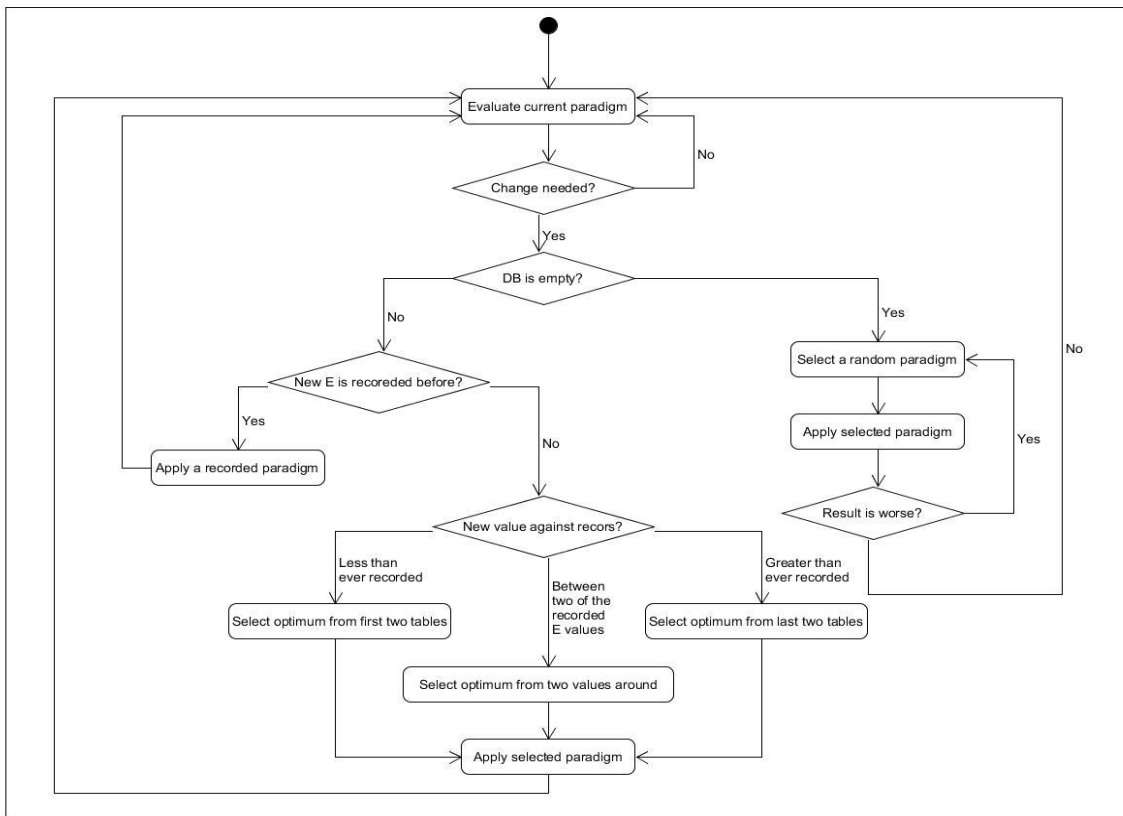 Evaluate current paradigm
No
Change needed?
Yes
DB is empty?
No
Yes
Select a random paradigm
No
New E is recoreded before?
Yes
No
Apply selected paradigm
Yes
Apply a recorded paradigm
Result is worse?
New value against recors?
Less than
ever recorded
Between
two of the
recorded
E values
Greater than
ever recorded
Select optimum from first two tables
Select optimum from last two tables
Select optimum from two values around
Apply selected paradigm